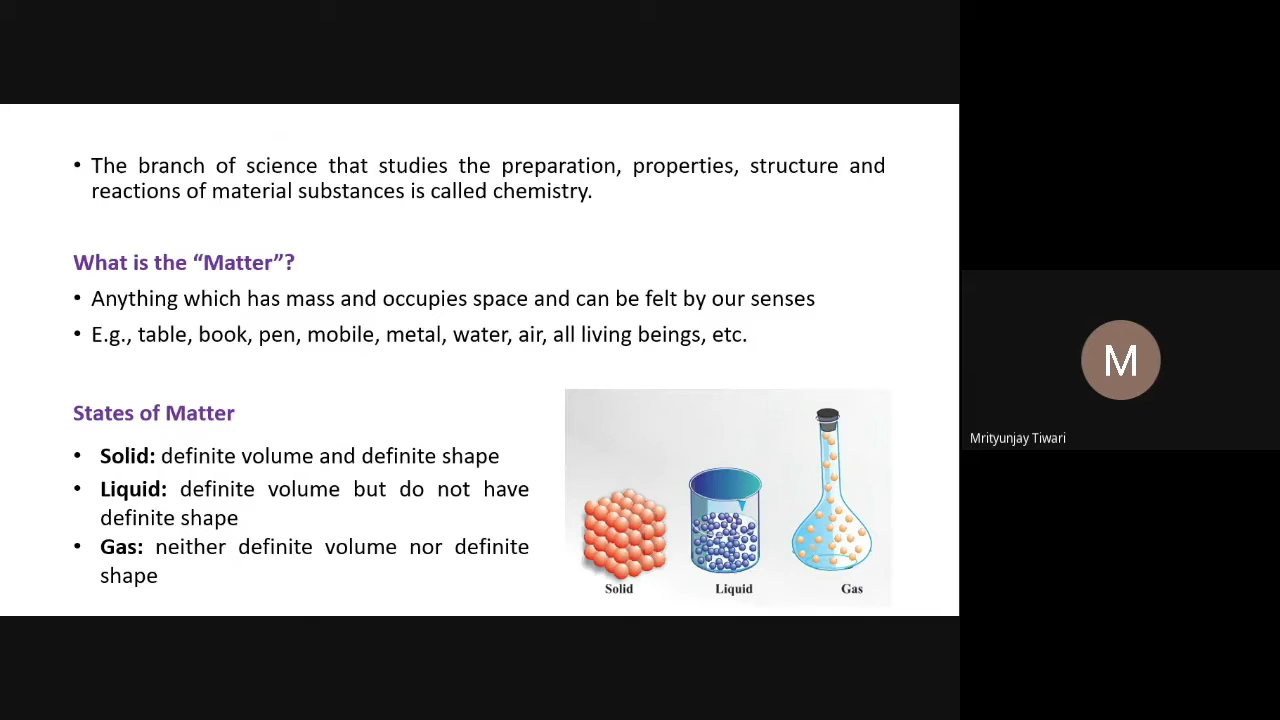 • The branch of science that studies the preparation, properties, structure and
reactions of material substances is called chemistry.
What is the “Matter”?
• Anything which has mass and occupies space and can be felt by our senses
• E.g., table, book, pen, mobile, metal, water, air, all living beings, etc.
States of Matter
• Solid: definite volume and definite shape
• Liquid: definite volume but do not have
definite shape
• Gas: neither definite volume nor definite
shape
Solid
Liquid
Gas
M
Mrityunjay Tiwari